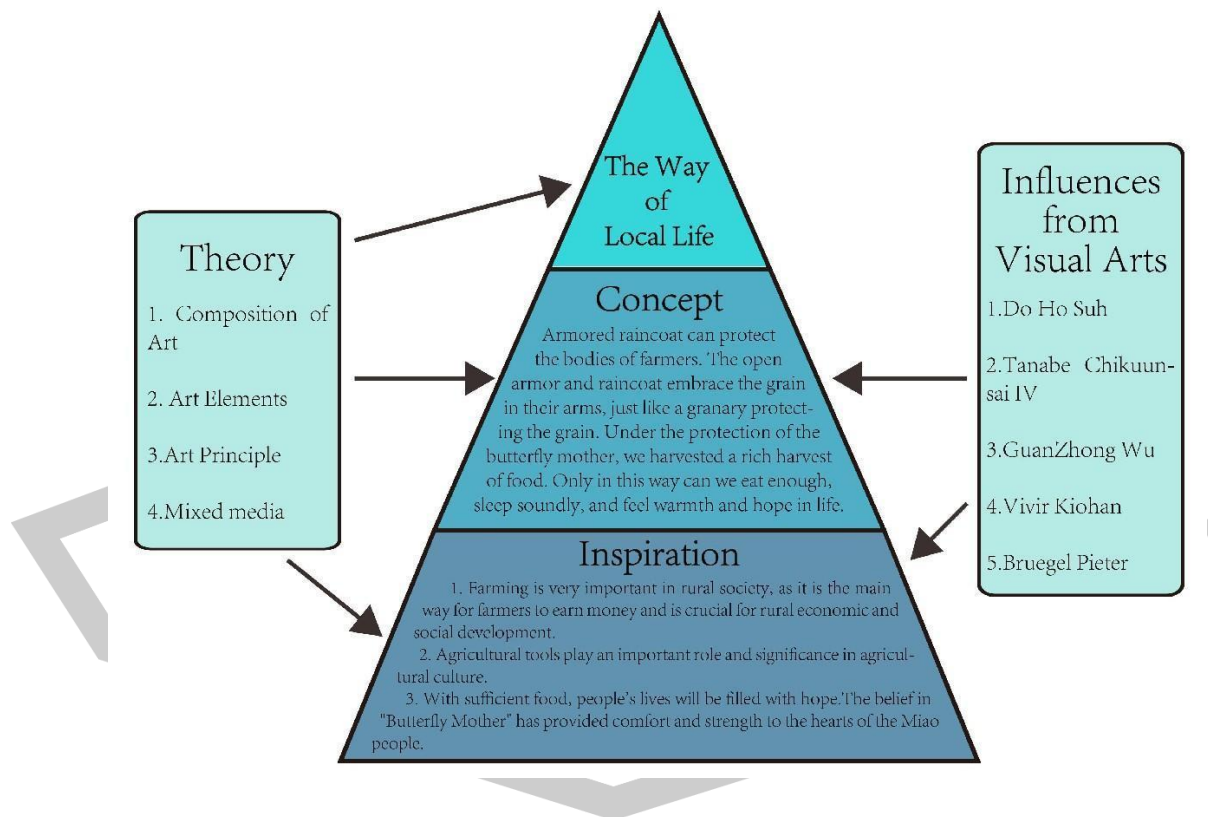 Theory
1. Composition of
Art
2. Art Elements
3.Art Principle
4.Mixed media
The Way
of
Local Life
Concept
Armored raincoat can protect
the bodies of farmers. The open
armor and raincoat embrace the grain
in their arms, just like a granary protect-
ing the grain. Under the protection of the
butterfly mother, we harvested a rich harvest
of food. Only in this way can we eat enough,
sleep soundly, and feel warmth and hope in life.
Inspiration
1. Farming is very important in rural society, as it is the main
way for farmers to earn money and is crucial for rural economic and
social development.
2. Agricultural tools play an important role and significance in agricul-
tural culture.
3. With sufficient food, people's lives will be filled with hope.The belief in
"Butterfly Mother" has provided comfort and strength to the hearts of the Miao
people.
Influences
from
Visual Arts
1.Do Ho Suh
2.Tanabe Chikuun-
sai IV
3.GuanZhong Wu
4.Vivir Kiohan
5.Bruegel Pieter